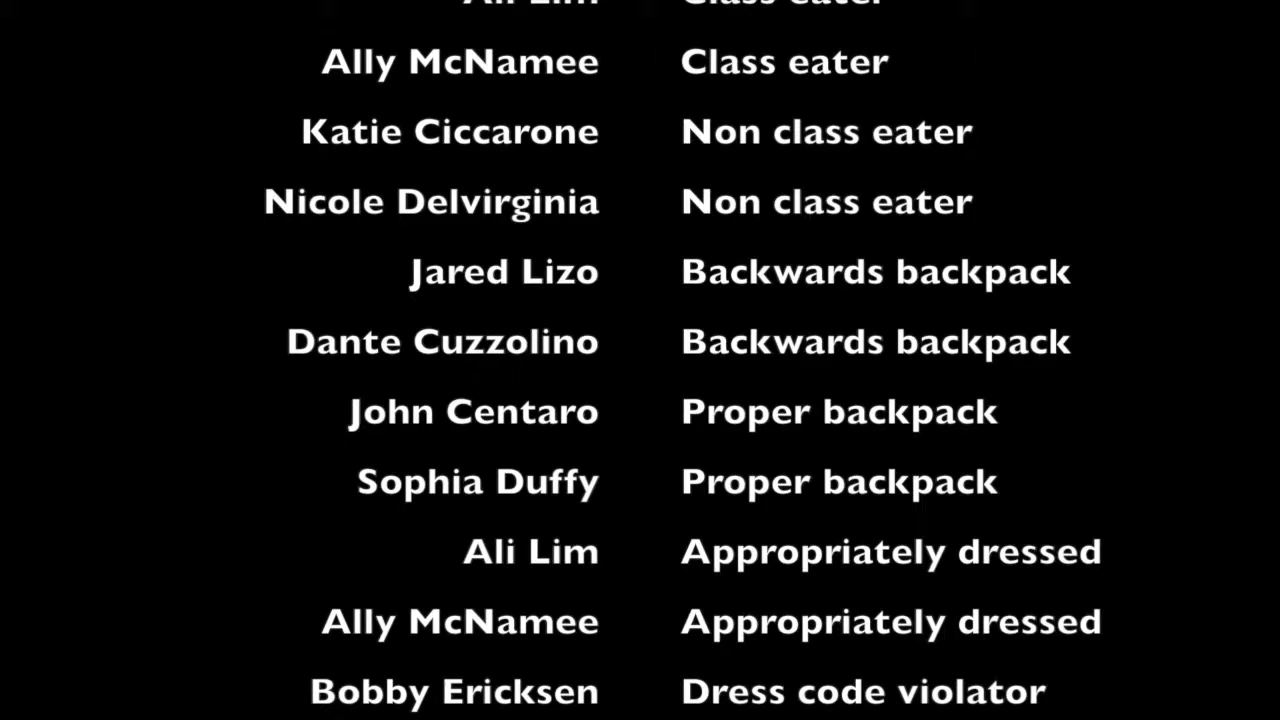 Ali Lim Class eater
Ally McNamee Class eater
Katie Ciccarone Non class eater
Nicole Delvirginia Non class eater
Jared Lizo Backwards backpack
Dante Cuzzolino Backwards backpack
John Centaro Proper backpack
Sophia Duffy Proper backpack
Ali Lim Appropriately dressed
Ally McNamee Appropriately dressed
Bobby Ericksen Dress code violator